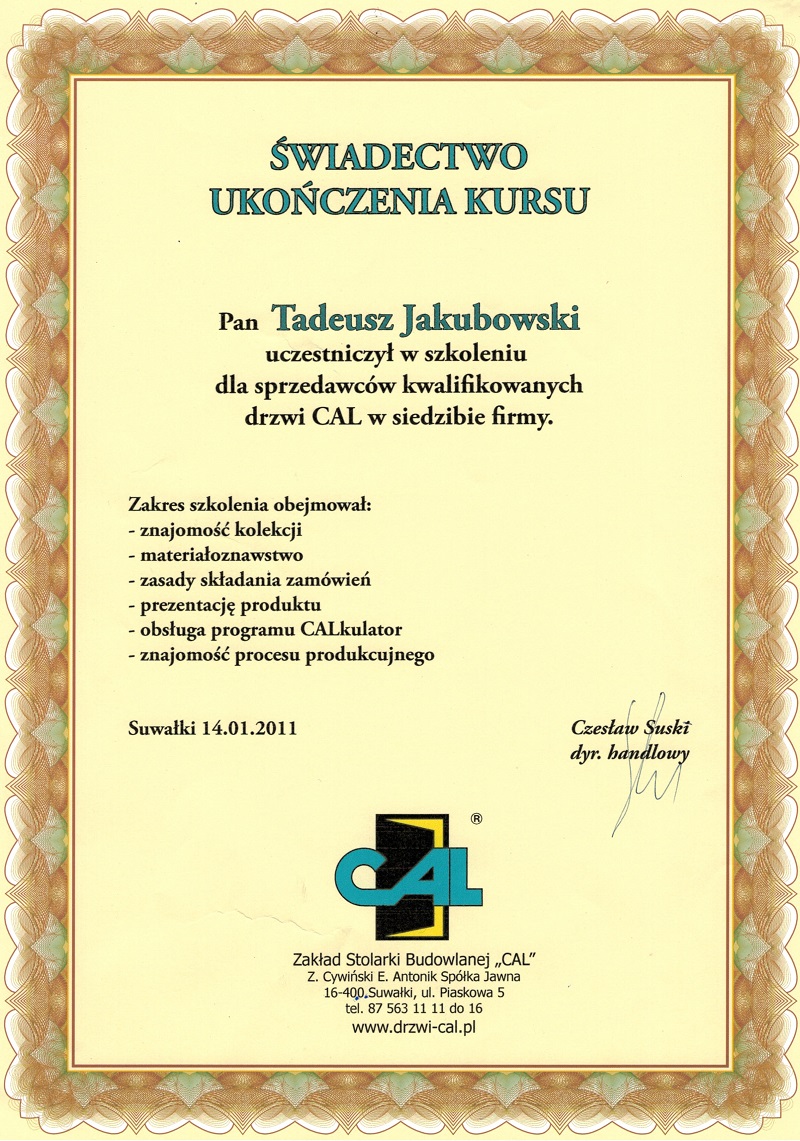 ŚWIADECTWO
UKOŃCZENIA KURSU
Pan Tadeusz Jakubowski
uczestniczył w szkoleniu
dla sprzedawców kwalifikowanych
drzwi CAL w siedzibie firmy.
Zakres szkolenia obejmował:
- znajomość kolekcji
- materiałoznawstwo
- zasady składania zamówień
- prezentację produktu
- obsługa programu CALkulator
- znajomość procesu produkcujnego
Suwałki 14.01.2011
Czesław Suski
dyr. handlowy
®
CAL
Zakład Stolarki Budowlanej „CAL”
Z. Cywiński E. Antonik Spółka Jawna
16-400 Suwałki, ul. Piaskowa 5
tel. 87 563 11 11 do 16
www.drzwi-cal.pl